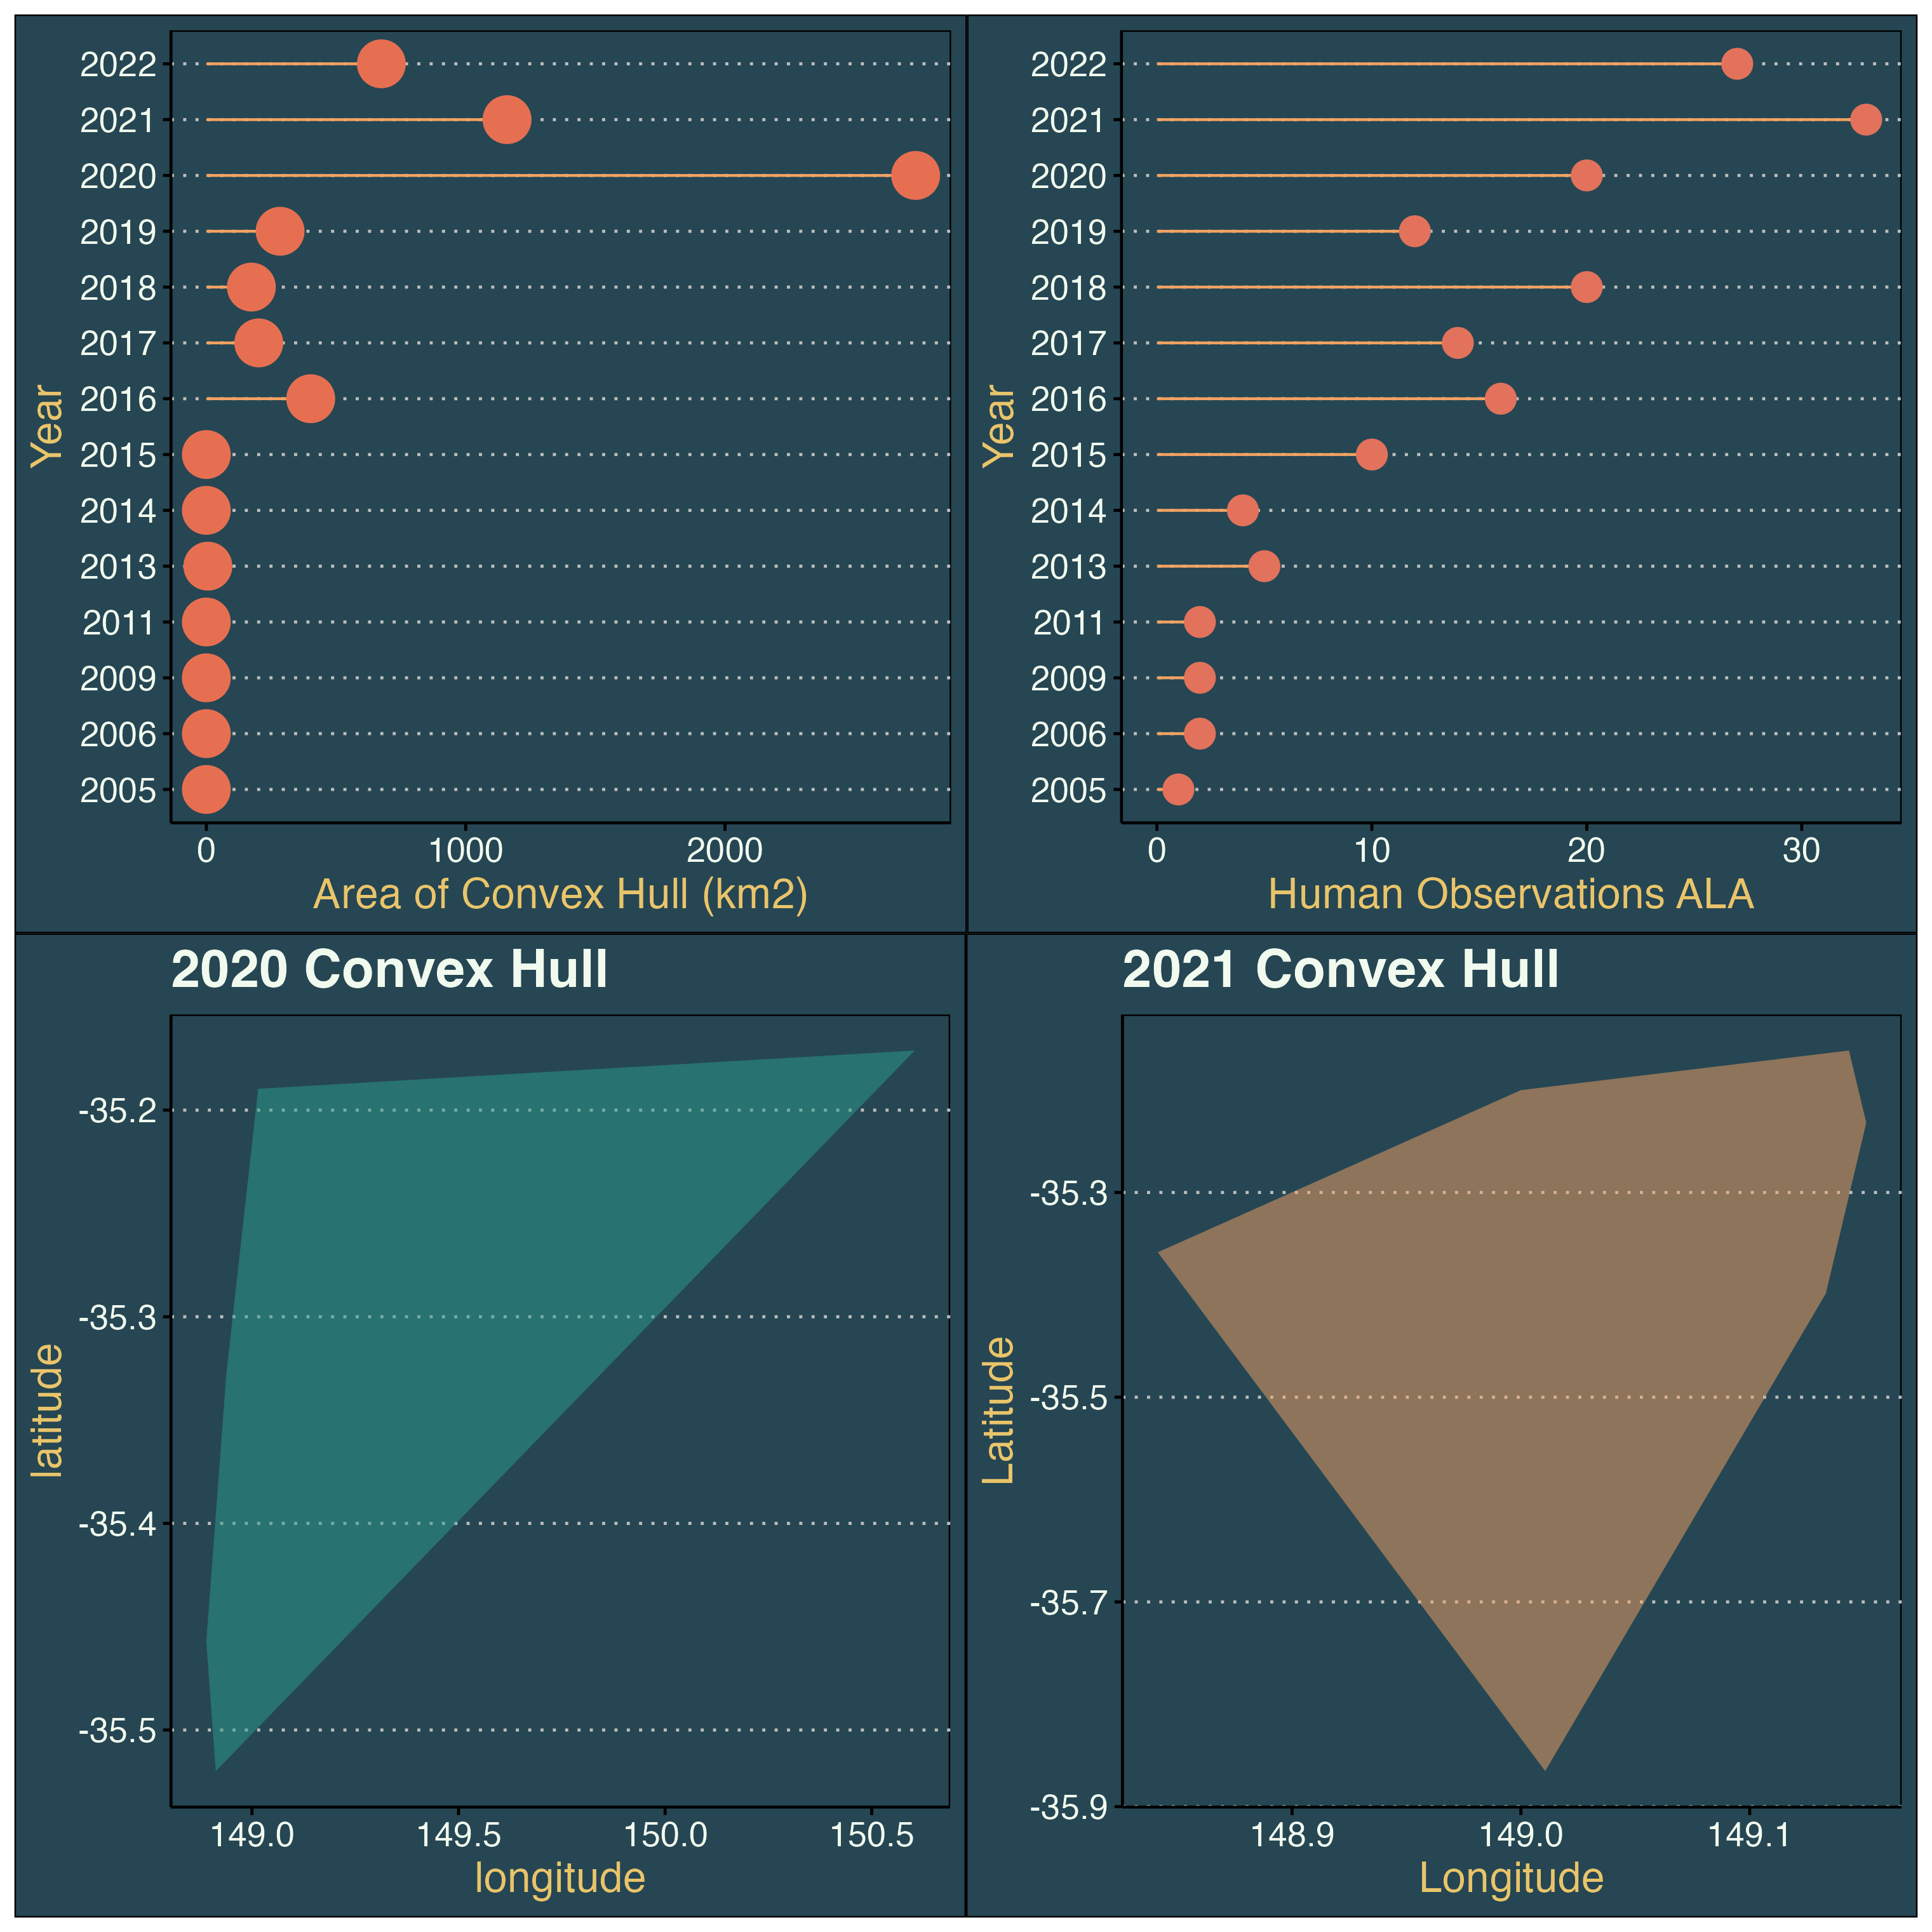 2022
2021
2020
2019
2018
2017
2016
2015
2014
2013
2011
2009
2006
2005
Year
0 1000 2000
Area of Convex Hull (km2)
2022
2021
2020
2019
2018
2017
2016
2015
2014
2013
2011
2009
2006
2005
Year
0 10 20 30
Human Observations ALA
2020 Convex Hull
-35.2
-35.3
-35.4
-35.5
latitude
149.0 149.5 150.0 150.5
longitude
2021 Convex Hull
-35.3
-35.5
-35.7
-35.9
Latitude
148.9 149.0 149.1
Longitude